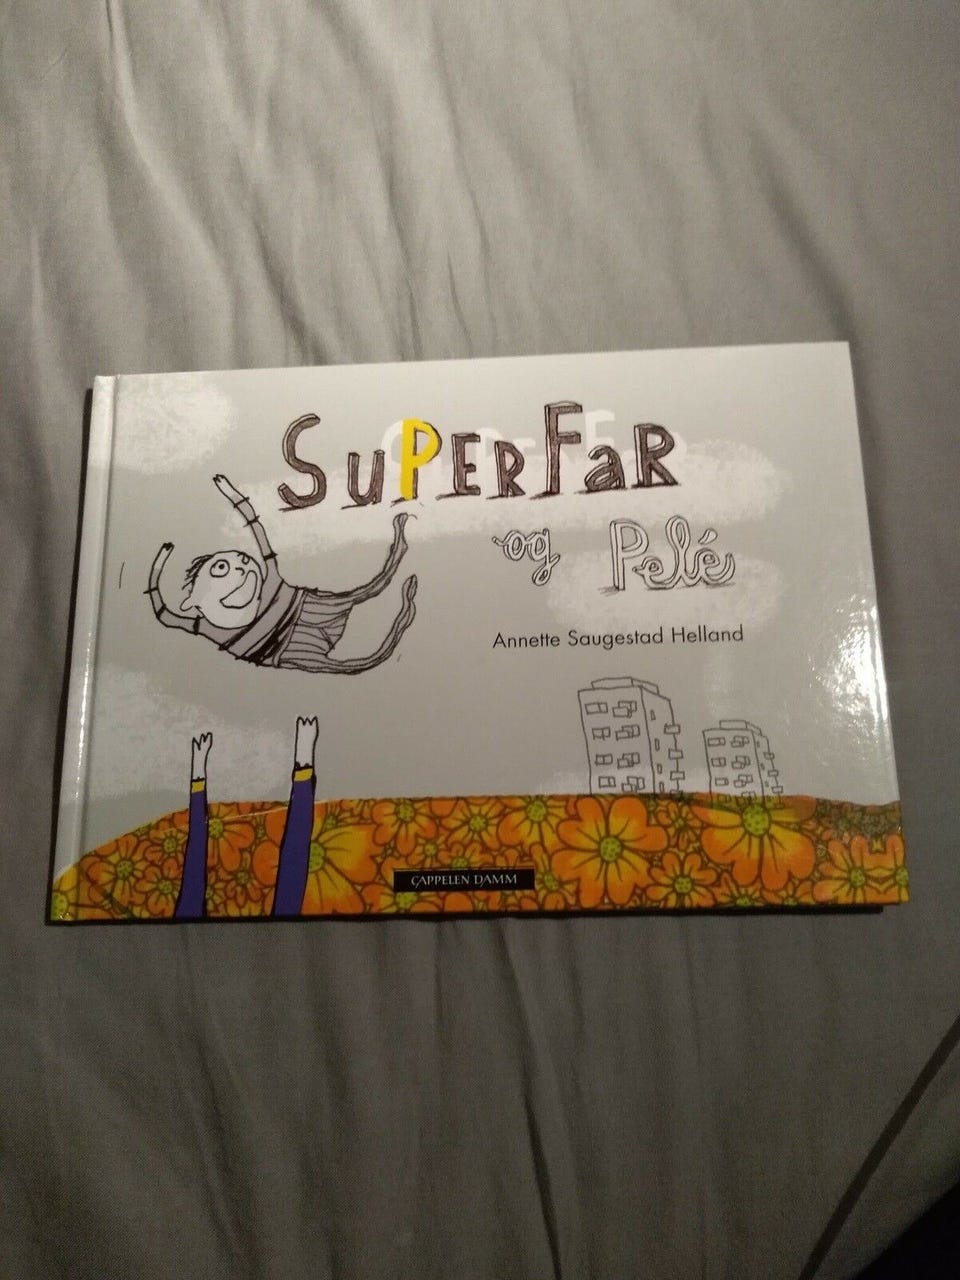 SuPERFaR
og Pelé
Annette Saugestad Helland
CAPPELEN DAMM